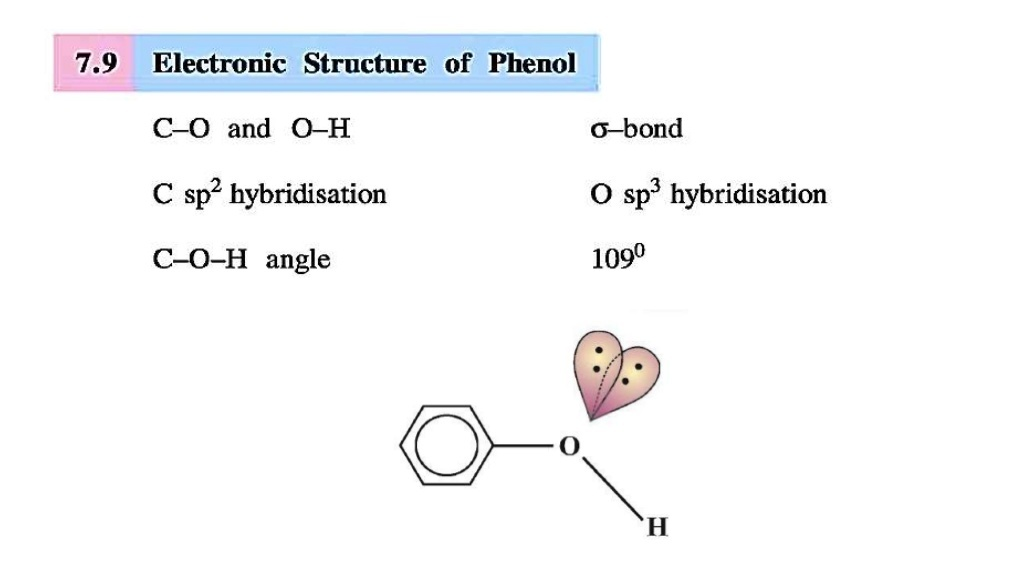 7.9 Electronic Structure of Phenol
C–O and O–H σ–bond
C sp² hybridisation O sp³ hybridisation
C–O–H angle 109⁰
O
H